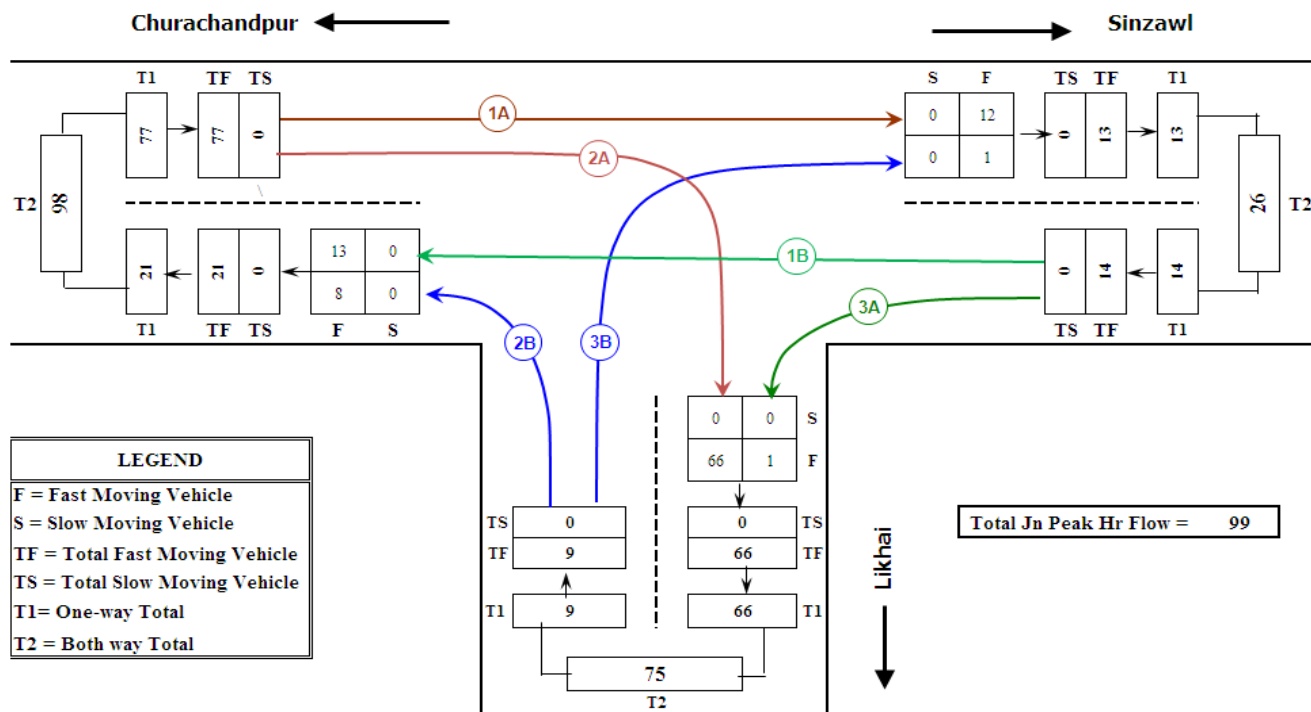 Churachandpur
Sinzawl
T1 TF TS
S F TS TF T1
77 77 0
1A
0 12
0 1
0 13 13
2A
T2 98
26 T2
21 21 0
13 0
8 0
1B
0 14 14
3A
T1 TF TS F S
TS TF T1
2B
3B
0 0 S
66 1 F
LEGEND
F = Fast Moving Vehicle
S = Slow Moving Vehicle
TF = Total Fast Moving Vehicle
TS = Total Slow Moving Vehicle
T1= One-way Total
T2 = Both way Total
TS 0
TF 9
T1 9
0 TS
66 TF
66 T1
75
T2
Likhai
Total Jn Peak Hr Flow = 99